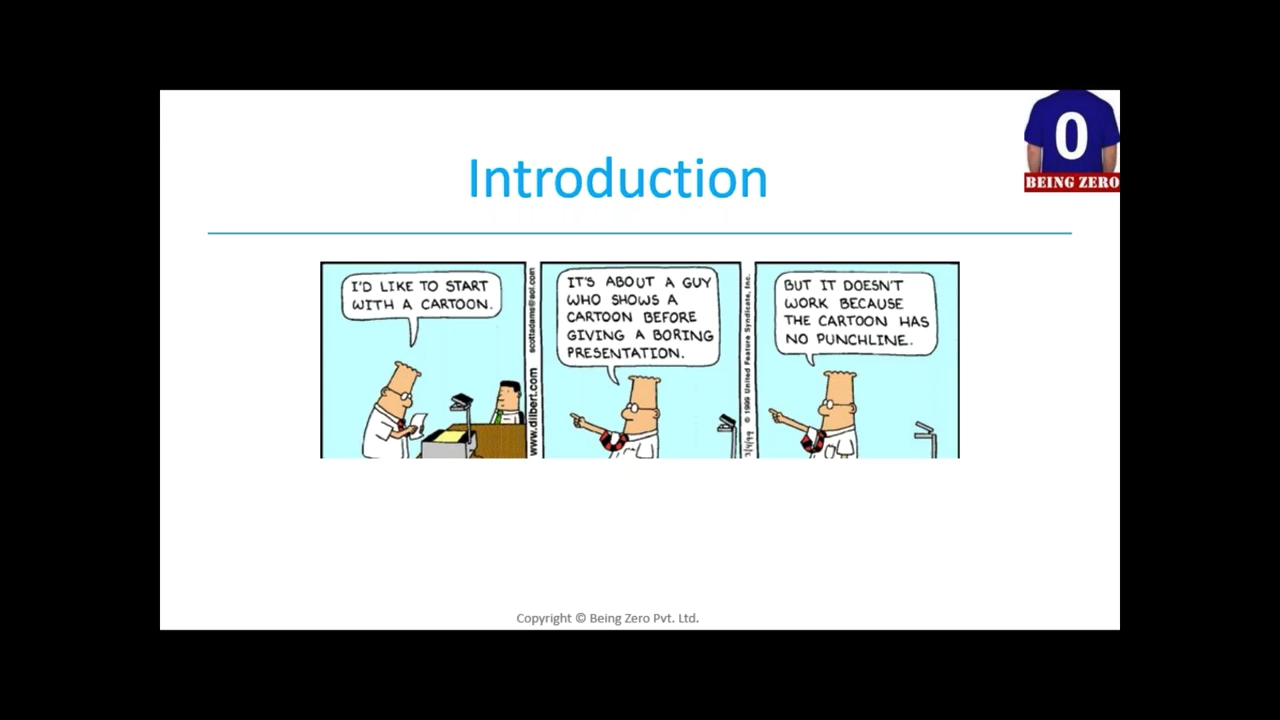 0
BEING ZERO
Introduction
I'D LIKE TO START
WITH A CARTOON.
scottadams@aol.com
www.dilbert.com
IT'S ABOUT A GUY
WHO SHOWS A
CARTOON BEFORE
GIVING A BORING
PRESENTATION.
© 1999 United Feature Syndicate, Inc.
BUT IT DOESN'T
WORK BECAUSE
THE CARTOON HAS
NO PUNCHLINE.
Copyright © Being Zero Pvt. Ltd.